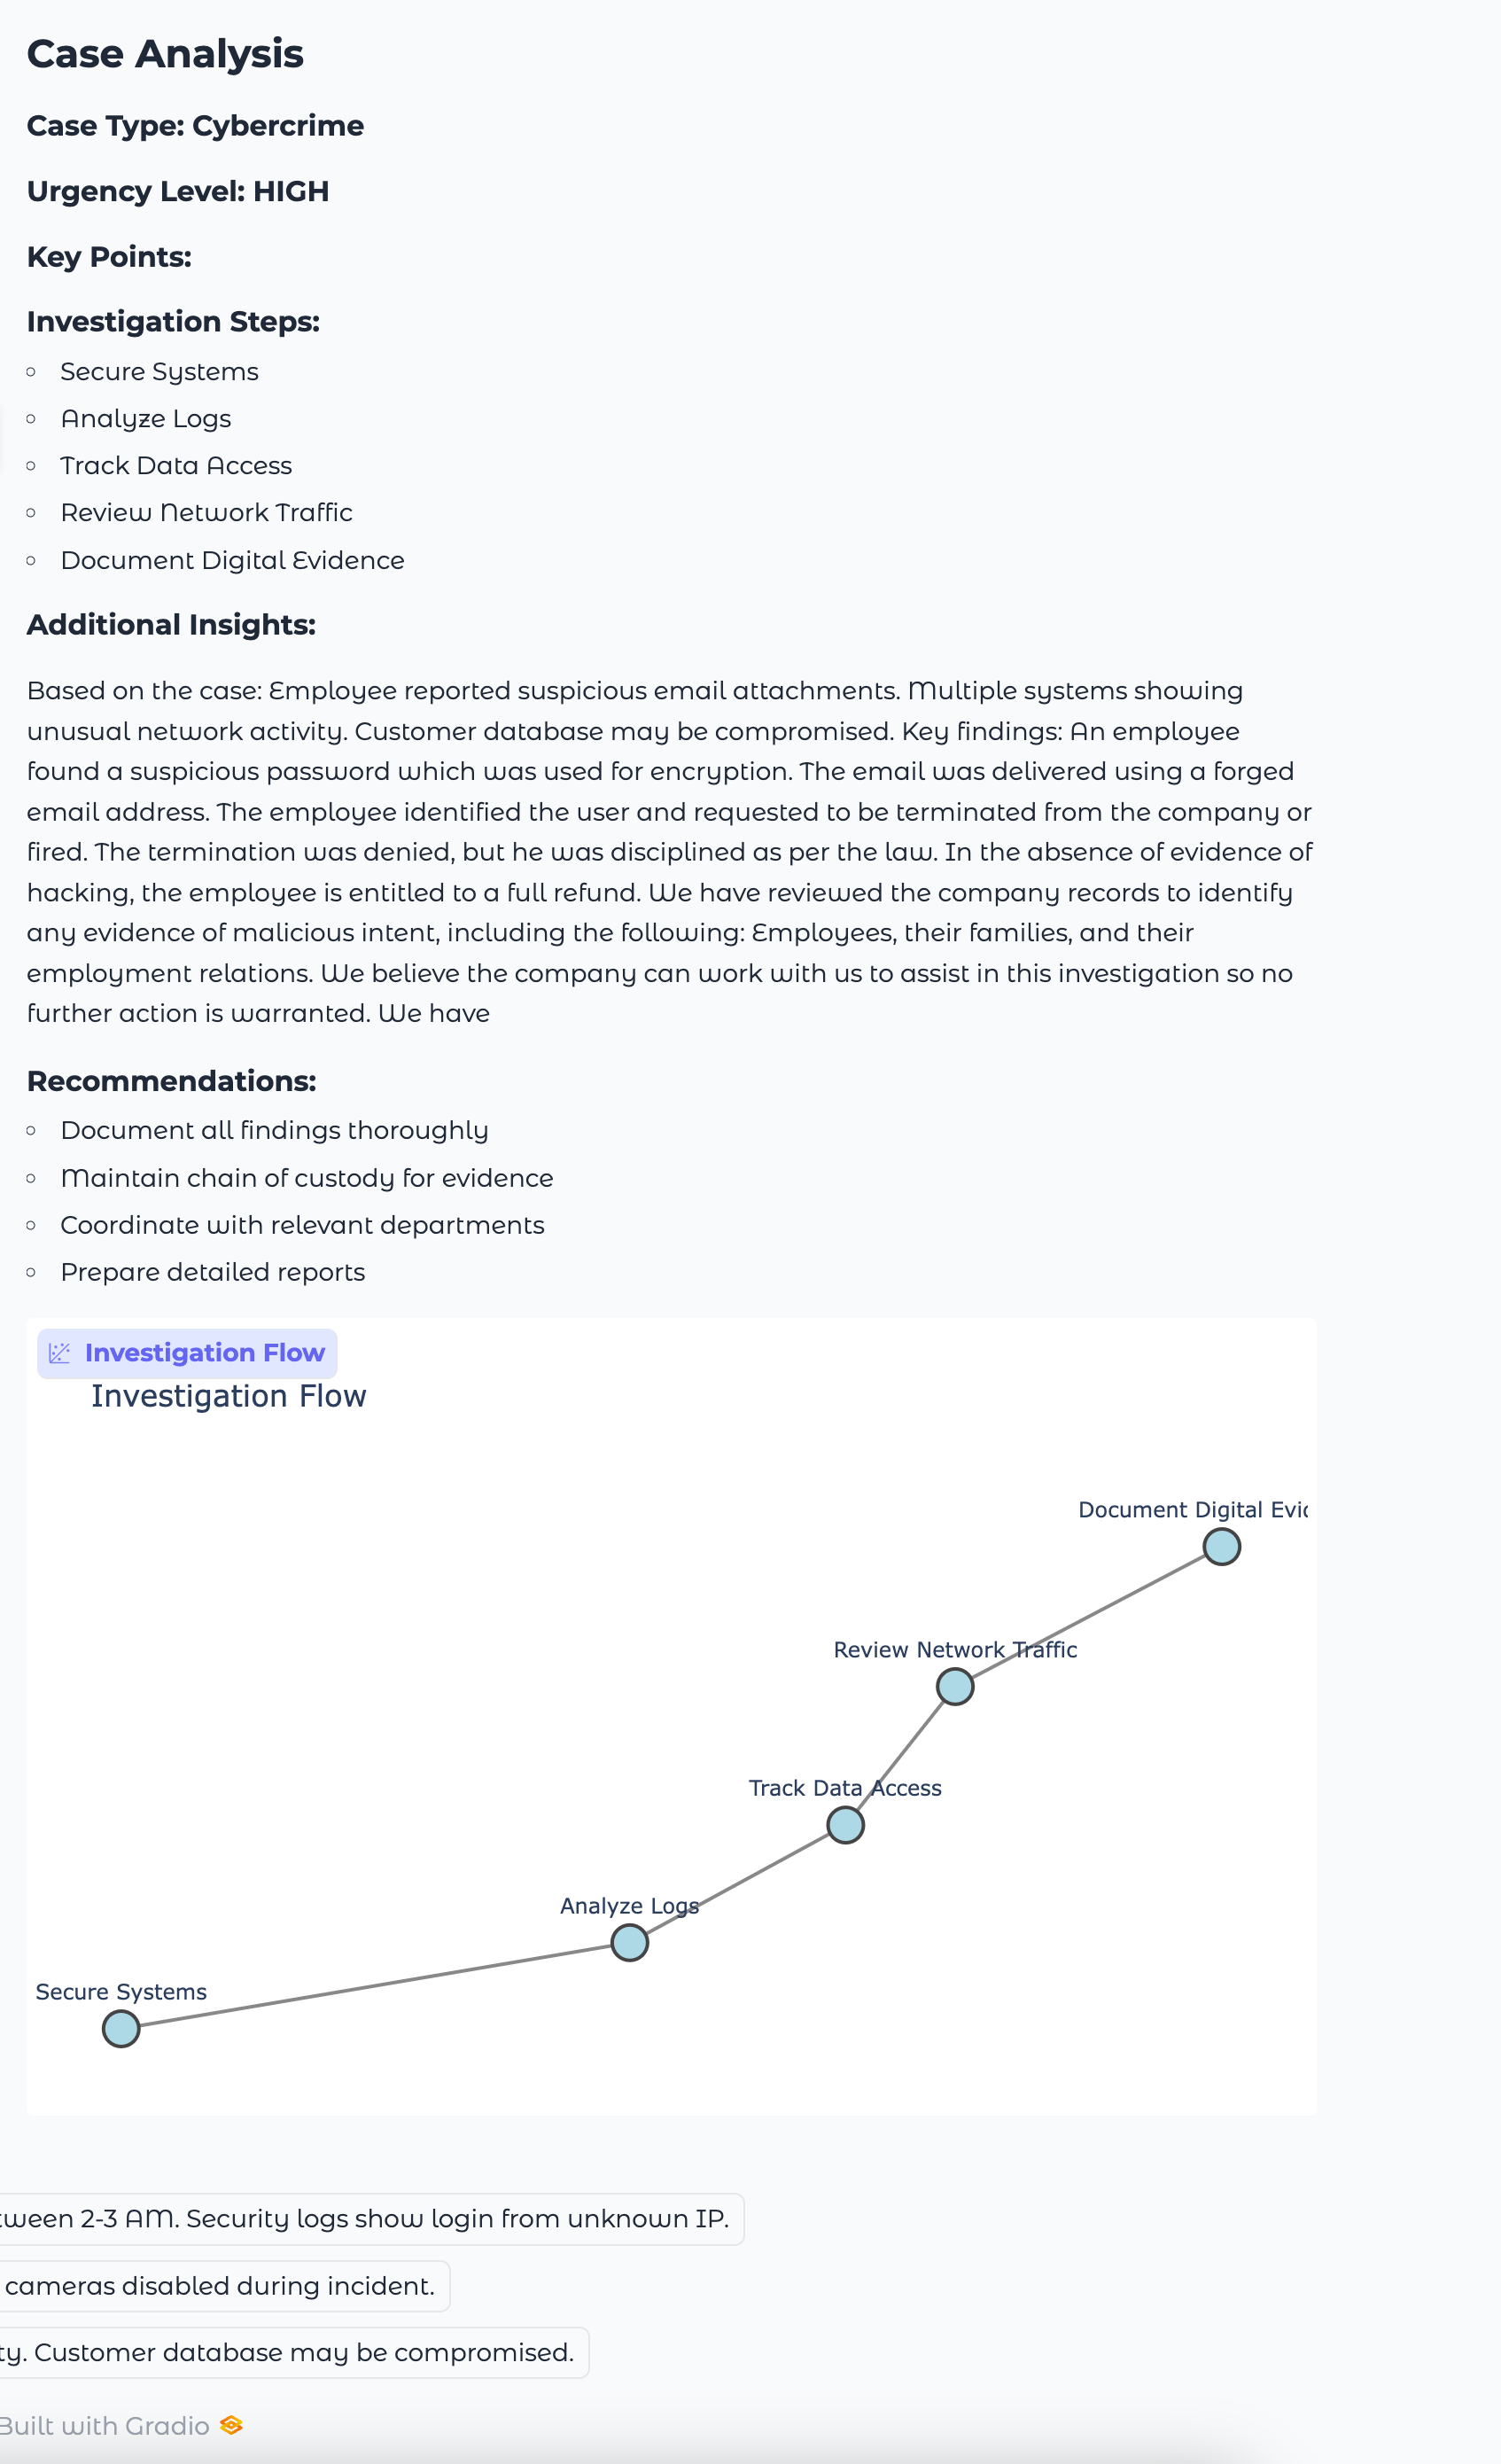 Case Analysis
Case Type: Cybercrime
Urgency Level: HIGH
Key Points:
Investigation Steps:
Secure Systems
Analyze Logs
Track Data Access
Review Network Traffic
Document Digital Evidence
Additional Insights:
Based on the case: Employee reported suspicious email attachments. Multiple systems showing
unusual network activity. Customer database may be compromised. Key findings: An employee
found a suspicious password which was used for encryption. The email was delivered using a forged
email address. The employee identified the user and requested to be terminated from the company or
fired. The termination was denied, but he was disciplined as per the law. In the absence of evidence of
hacking, the employee is entitled to a full refund. We have reviewed the company records to identify
any evidence of malicious intent, including the following: Employees, their families, and their
employment relations. We believe the company can work with us to assist in this investigation so no
further action is warranted. We have
Recommendations:
Document all findings thoroughly
Maintain chain of custody for evidence
Coordinate with relevant departments
Prepare detailed reports
Investigation Flow
Investigation Flow
Document Digital Evid
Review Network Traffic
Track Data Access
Analyze Logs
Secure Systems
tween 2-3 AM. Security logs show login from unknown IP.
cameras disabled during incident.
ty. Customer database may be compromised.
Built with Gradio